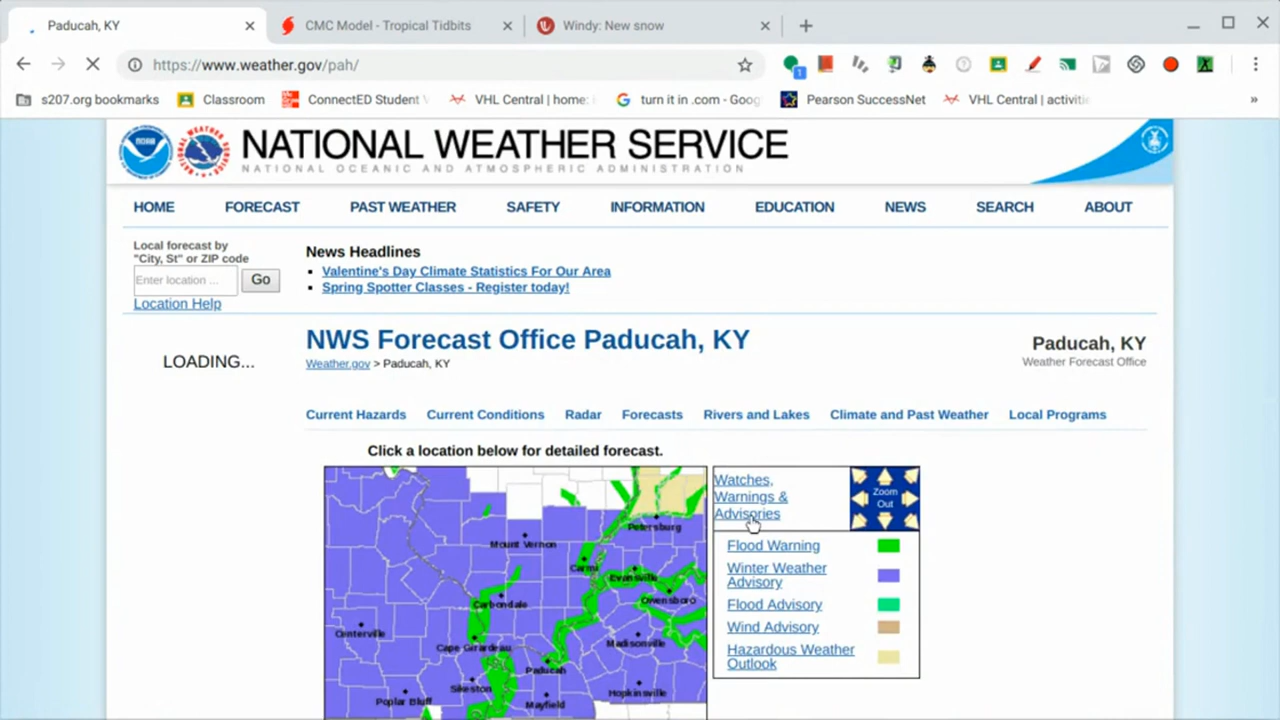 Paducah, KY
CMC Model - Tropical Tidbits
Windy: New snow
https://www.weather.gov/pah/
1
s207.org bookmarks
Classroom
ConnectED Student
VHL Central | home:
turn it in .com - Goog
Pearson SuccessNet
VHL Central | activiti
»
NOAA
NATIONAL WEATHER SERVICE
NATIONAL OCEANIC AND ATMOSPHERIC ADMINISTRATION
HOME
FORECAST
PAST WEATHER
SAFETY
INFORMATION
EDUCATION
NEWS
SEARCH
ABOUT
Local forecast by
"City, St" or ZIP code
Enter location ...
Go
Location Help
News Headlines
Valentine's Day Climate Statistics For Our Area
Spring Spotter Classes - Register today!
LOADING...
NWS Forecast Office Paducah, KY
Weather.gov > Paducah, KY
Paducah, KY
Weather Forecast Office
Current Hazards
Current Conditions
Radar
Forecasts
Rivers and Lakes
Climate and Past Weather
Local Programs
Click a location below for detailed forecast.
Petersburg
Mount Vernon
Carmi
Evansville
Owensboro
Carbondale
Centerville
Madisonville
Cape Girardeau
Paducah
Sikeston
Hopkinsville
Poplar Bluff
Mayfield
Watches,
Warnings &
Advisories
Zoom
Out
Flood Warning
Winter Weather
Advisory
Flood Advisory
Wind Advisory
Hazardous Weather
Outlook